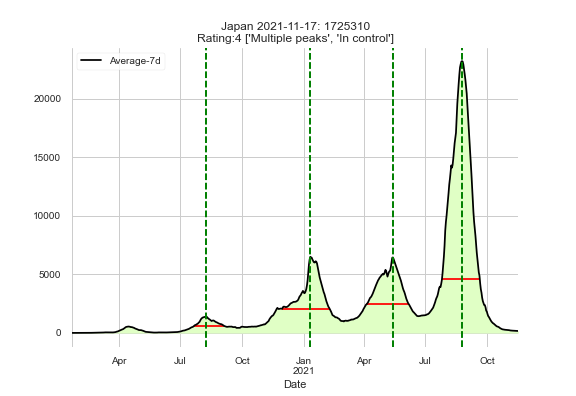 Japan 2021-11-17: 1725310
Rating:4 ['Multiple peaks', 'In control']
Average-7d
20000
15000
10000
5000
0
Apr Jul Oct Jan Apr Jul Oct
2021
Date